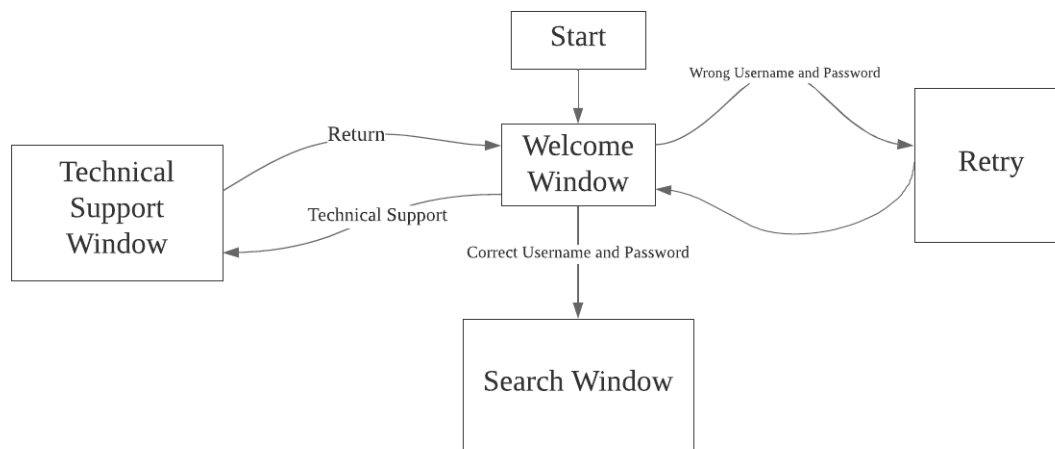 Start
Wrong Username and Password
Return
Welcome
Window
Retry
Technical
Support
Window
Technical Support
Correct Username and Password
Search Window